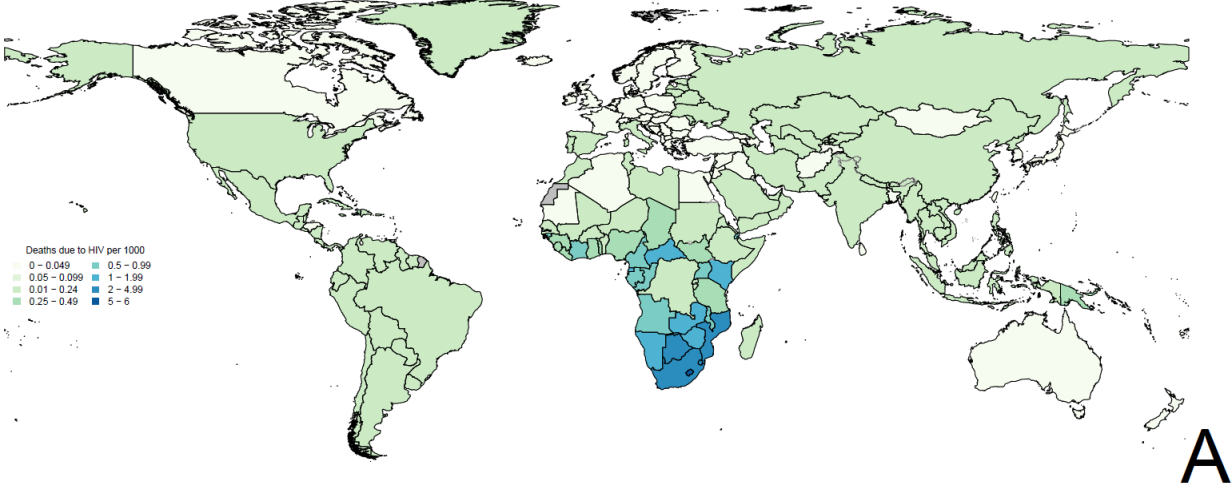 Deaths due to HIV per 1000
0 – 0.049 0.5 – 0.99
0.05 – 0.099 1 – 1.99
0.01 – 0.24 2 – 4.99
0.25 – 0.49 5 – 6
A